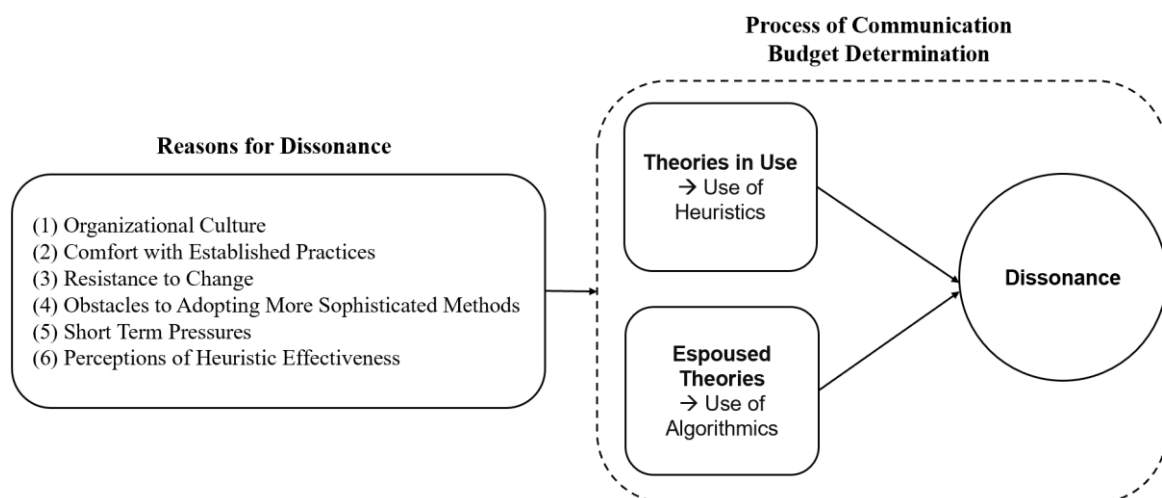 Process of Communication
Budget Determination
Reasons for Dissonance
(1) Organizational Culture
(2) Comfort with Established Practices
(3) Resistance to Change
(4) Obstacles to Adopting More Sophisticated Methods
(5) Short Term Pressures
(6) Perceptions of Heuristic Effectiveness
Theories in Use
→ Use of
Heuristics
Espoused
Theories
→ Use of
Algorithmics
Dissonance